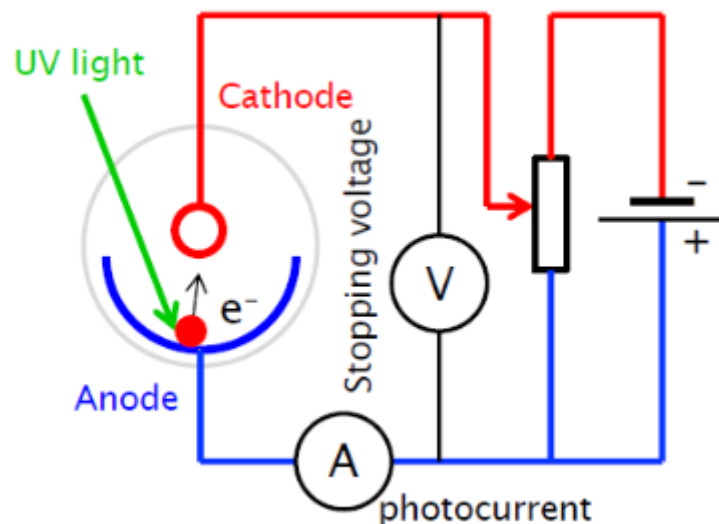 UV light
Cathode
Stopping voltage
e⁻
V
–
+
Anode
A
photocurrent